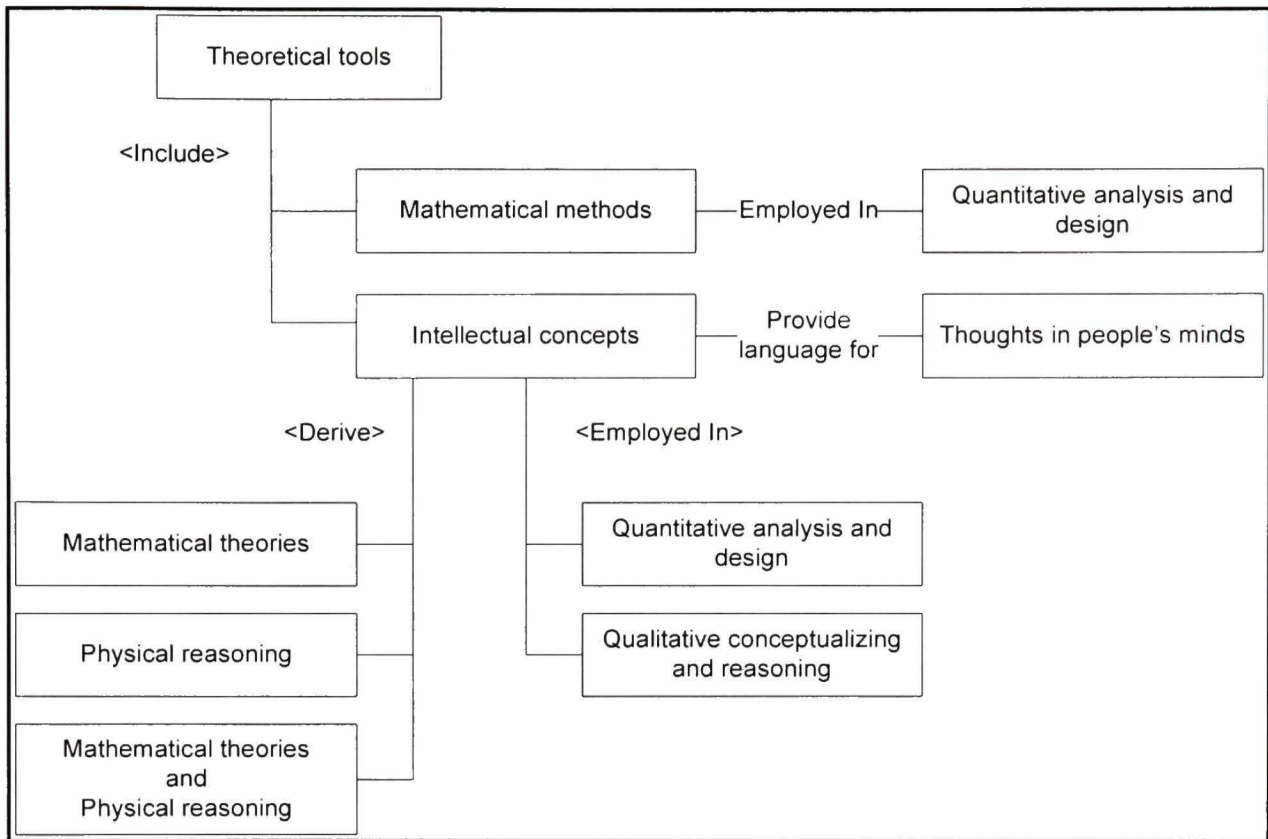 Theoretical tools
<Include>
Mathematical methods
Employed In
Quantitative analysis and
design
Intellectual concepts
Provide
language for
Thoughts in people's minds
<Derive>
<Employed In>
Mathematical theories
Quantitative analysis and
design
Physical reasoning
Qualitative conceptualizing
and reasoning
Mathematical theories
and
Physical reasoning